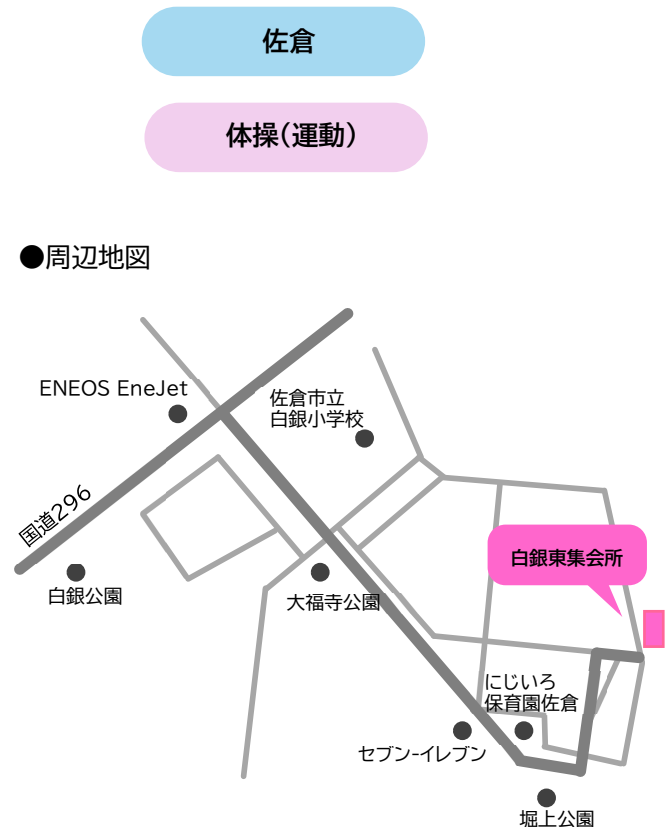 佐倉
体操(運動)
●周辺地図
ENEOS EneJet
佐倉市立
白銀小学校
国道296
白銀東集会所
白銀公園
大福寺公園
にじいろ
保育園佐倉
セブン-イレブン
堀上公園